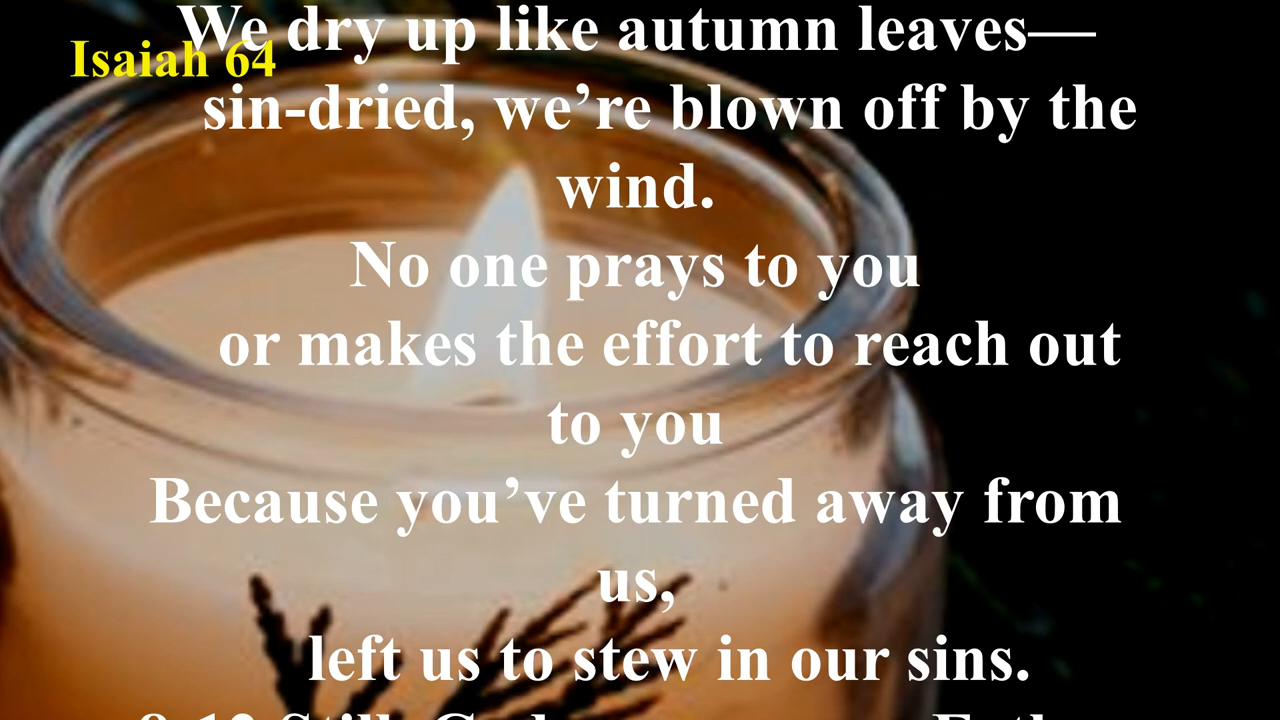 We dry up like autumn leaves—
Isaiah 64
sin-dried, we’re blown off by the
wind.
No one prays to you
or makes the effort to reach out
to you
Because you’ve turned away from
us,
left us to stew in our sins.